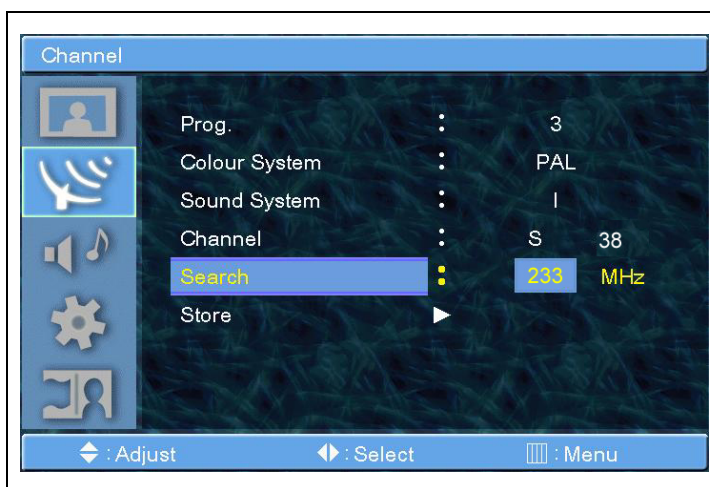 Channel
Prog. : 3
Colour System : PAL
Sound System : I
Channel : S 38
Search : 233 MHz
Store
: Adjust : Select : Menu